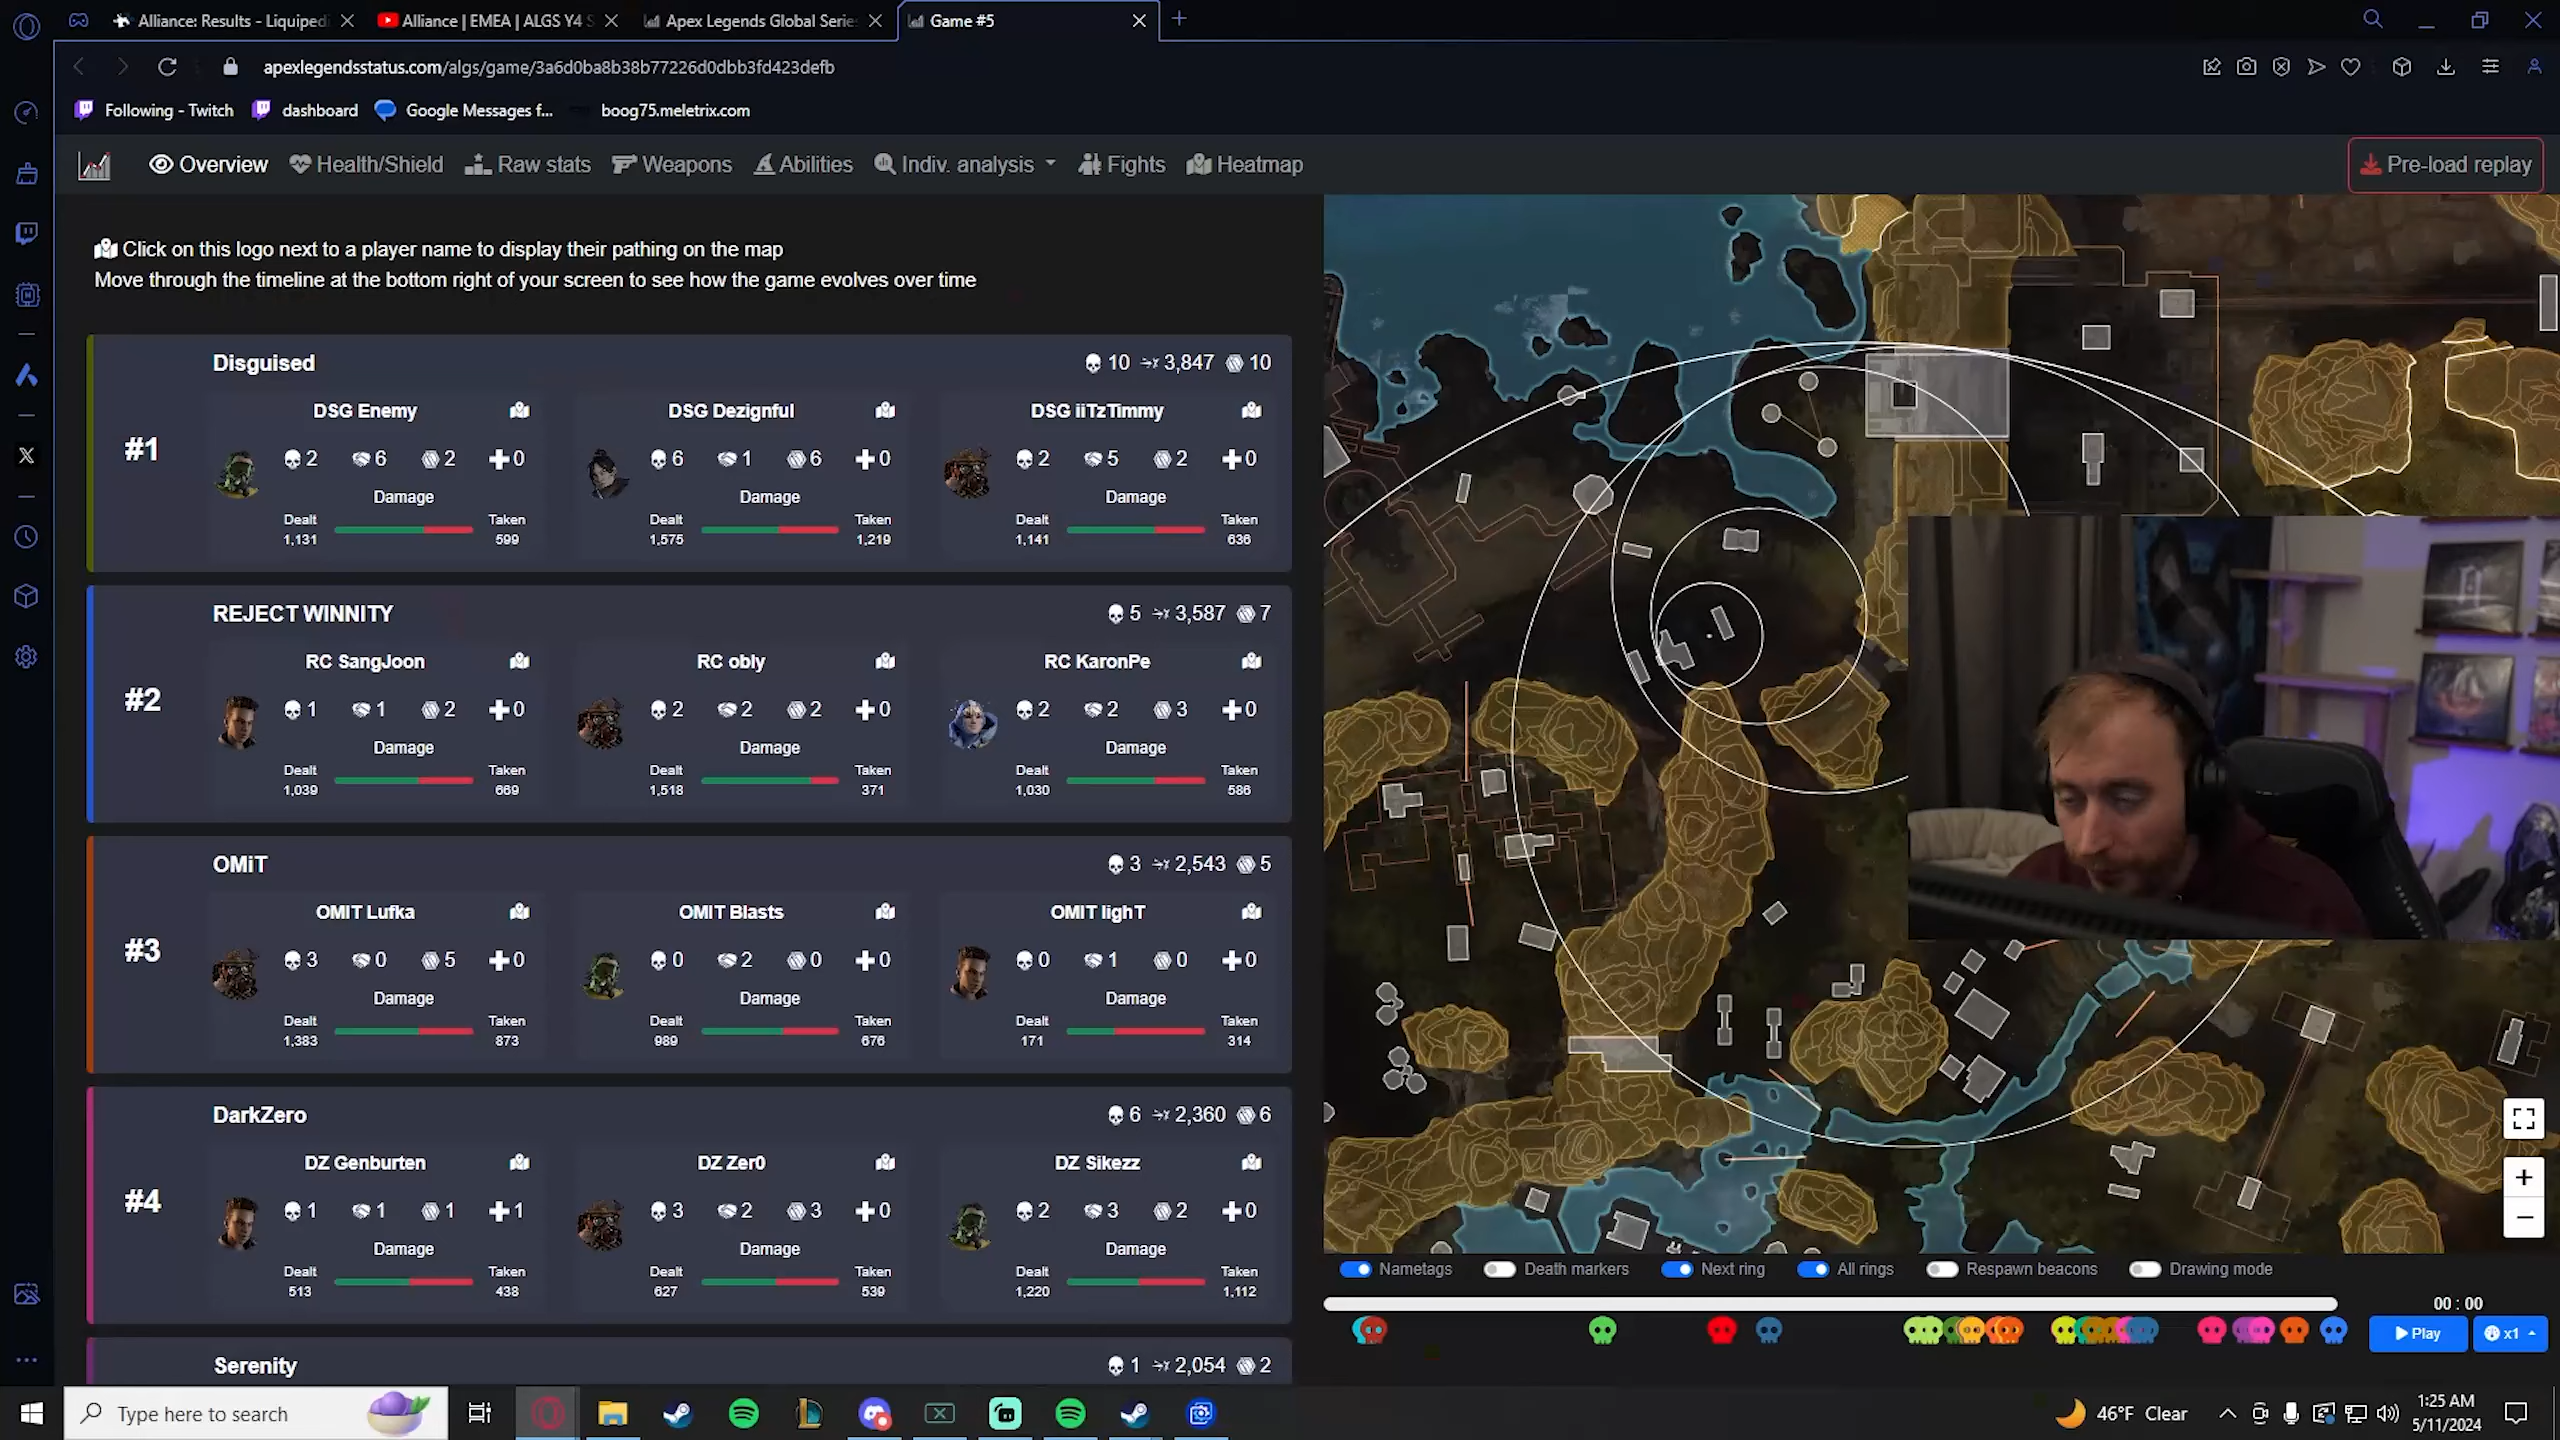 Alliance: Results - Liquiped
Alliance | EMEA | ALGS Y4 S
Apex Legends Global Serie
Game #5
apexlegendsstatus.com/algs/game/3a6d0ba8b38b77226d0dbb3fd423defb
Following - Twitch
dashboard
Google Messages f...
boog75.meletrix.com
Overview
Health/Shield
Raw stats
Weapons
Abilities
Indiv. analysis
Fights
Heatmap
Pre-load replay
Click on this logo next to a player name to display their pathing on the map
Move through the timeline at the bottom right of your screen to see how the game evolves over time
#1
Disguised
10 3,847 10
DSG Enemy
2 6 2 0
Damage
Dealt Taken
1,131 599
DSG Dezignful
6 1 6 0
Damage
Dealt Taken
1,575 1,219
DSG iiTzTimmy
2 5 2 0
Damage
Dealt Taken
1,141 636
#2
REJECT WINNITY
5 3,587 7
RC SangJoon
1 1 2 0
Damage
Dealt Taken
1,039 669
RC obly
2 2 2 0
Damage
Dealt Taken
1,518 371
RC KaronPe
2 2 3 0
Damage
Dealt Taken
1,030 586
#3
OMiT
3 2,543 5
OMIT Lufka
3 0 5 0
Damage
Dealt Taken
1,383 873
OMIT Blasts
0 2 0 0
Damage
Dealt Taken
989 676
OMIT lighT
0 1 0 0
Damage
Dealt Taken
171 314
#4
DarkZero
6 2,360 6
DZ Genburten
1 1 1 1
Damage
Dealt Taken
513 438
DZ Zer0
3 2 3 0
Damage
Dealt Taken
627 539
DZ Sikezz
2 3 2 0
Damage
Dealt Taken
1,220 1,112
Serenity
1 2,054 2
Nametags
Death markers
Next ring
All rings
Respawn beacons
Drawing mode
00 : 00
Play
x1
Type here to search
46°F Clear
1:25 AM
5/11/2024